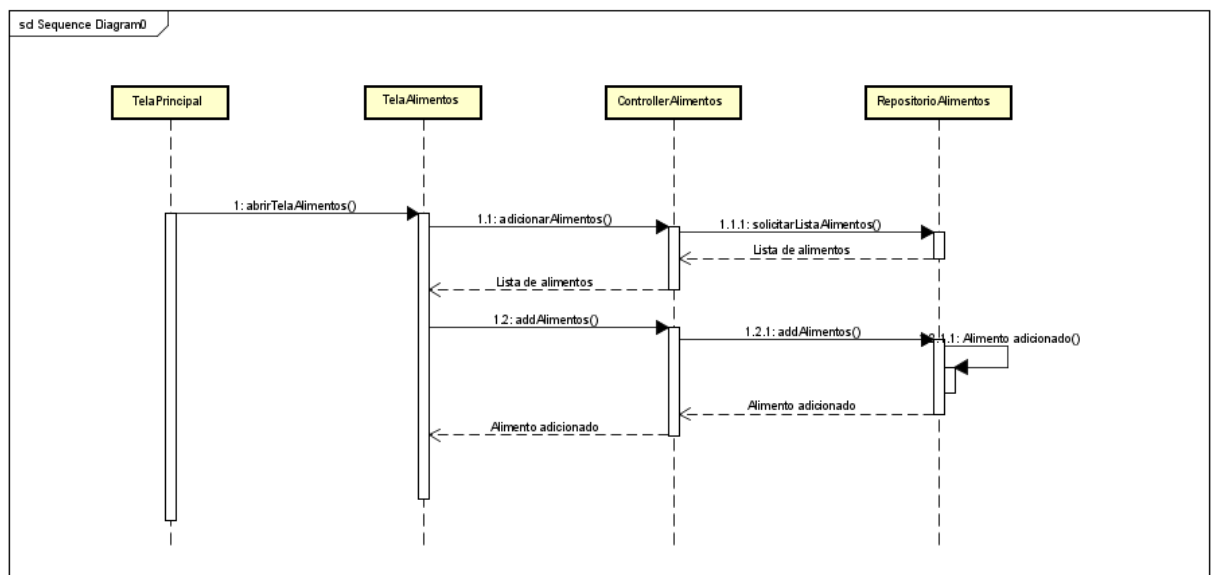 sd Sequence Diagram0
TelaPrincipal
TelaAlimentos
ControllerAlimentos
RepositorioAlimentos
1: abrirTelaAlimentos()
1.1: adicionarAlimentos()
1.1.1: solicitarListaAlimentos()
Lista de alimentos
Lista de alimentos
1.2: addAlimentos()
1.2.1: addAlimentos()
Alimento adicionado()
Alimento adicionado
Alimento adicionado